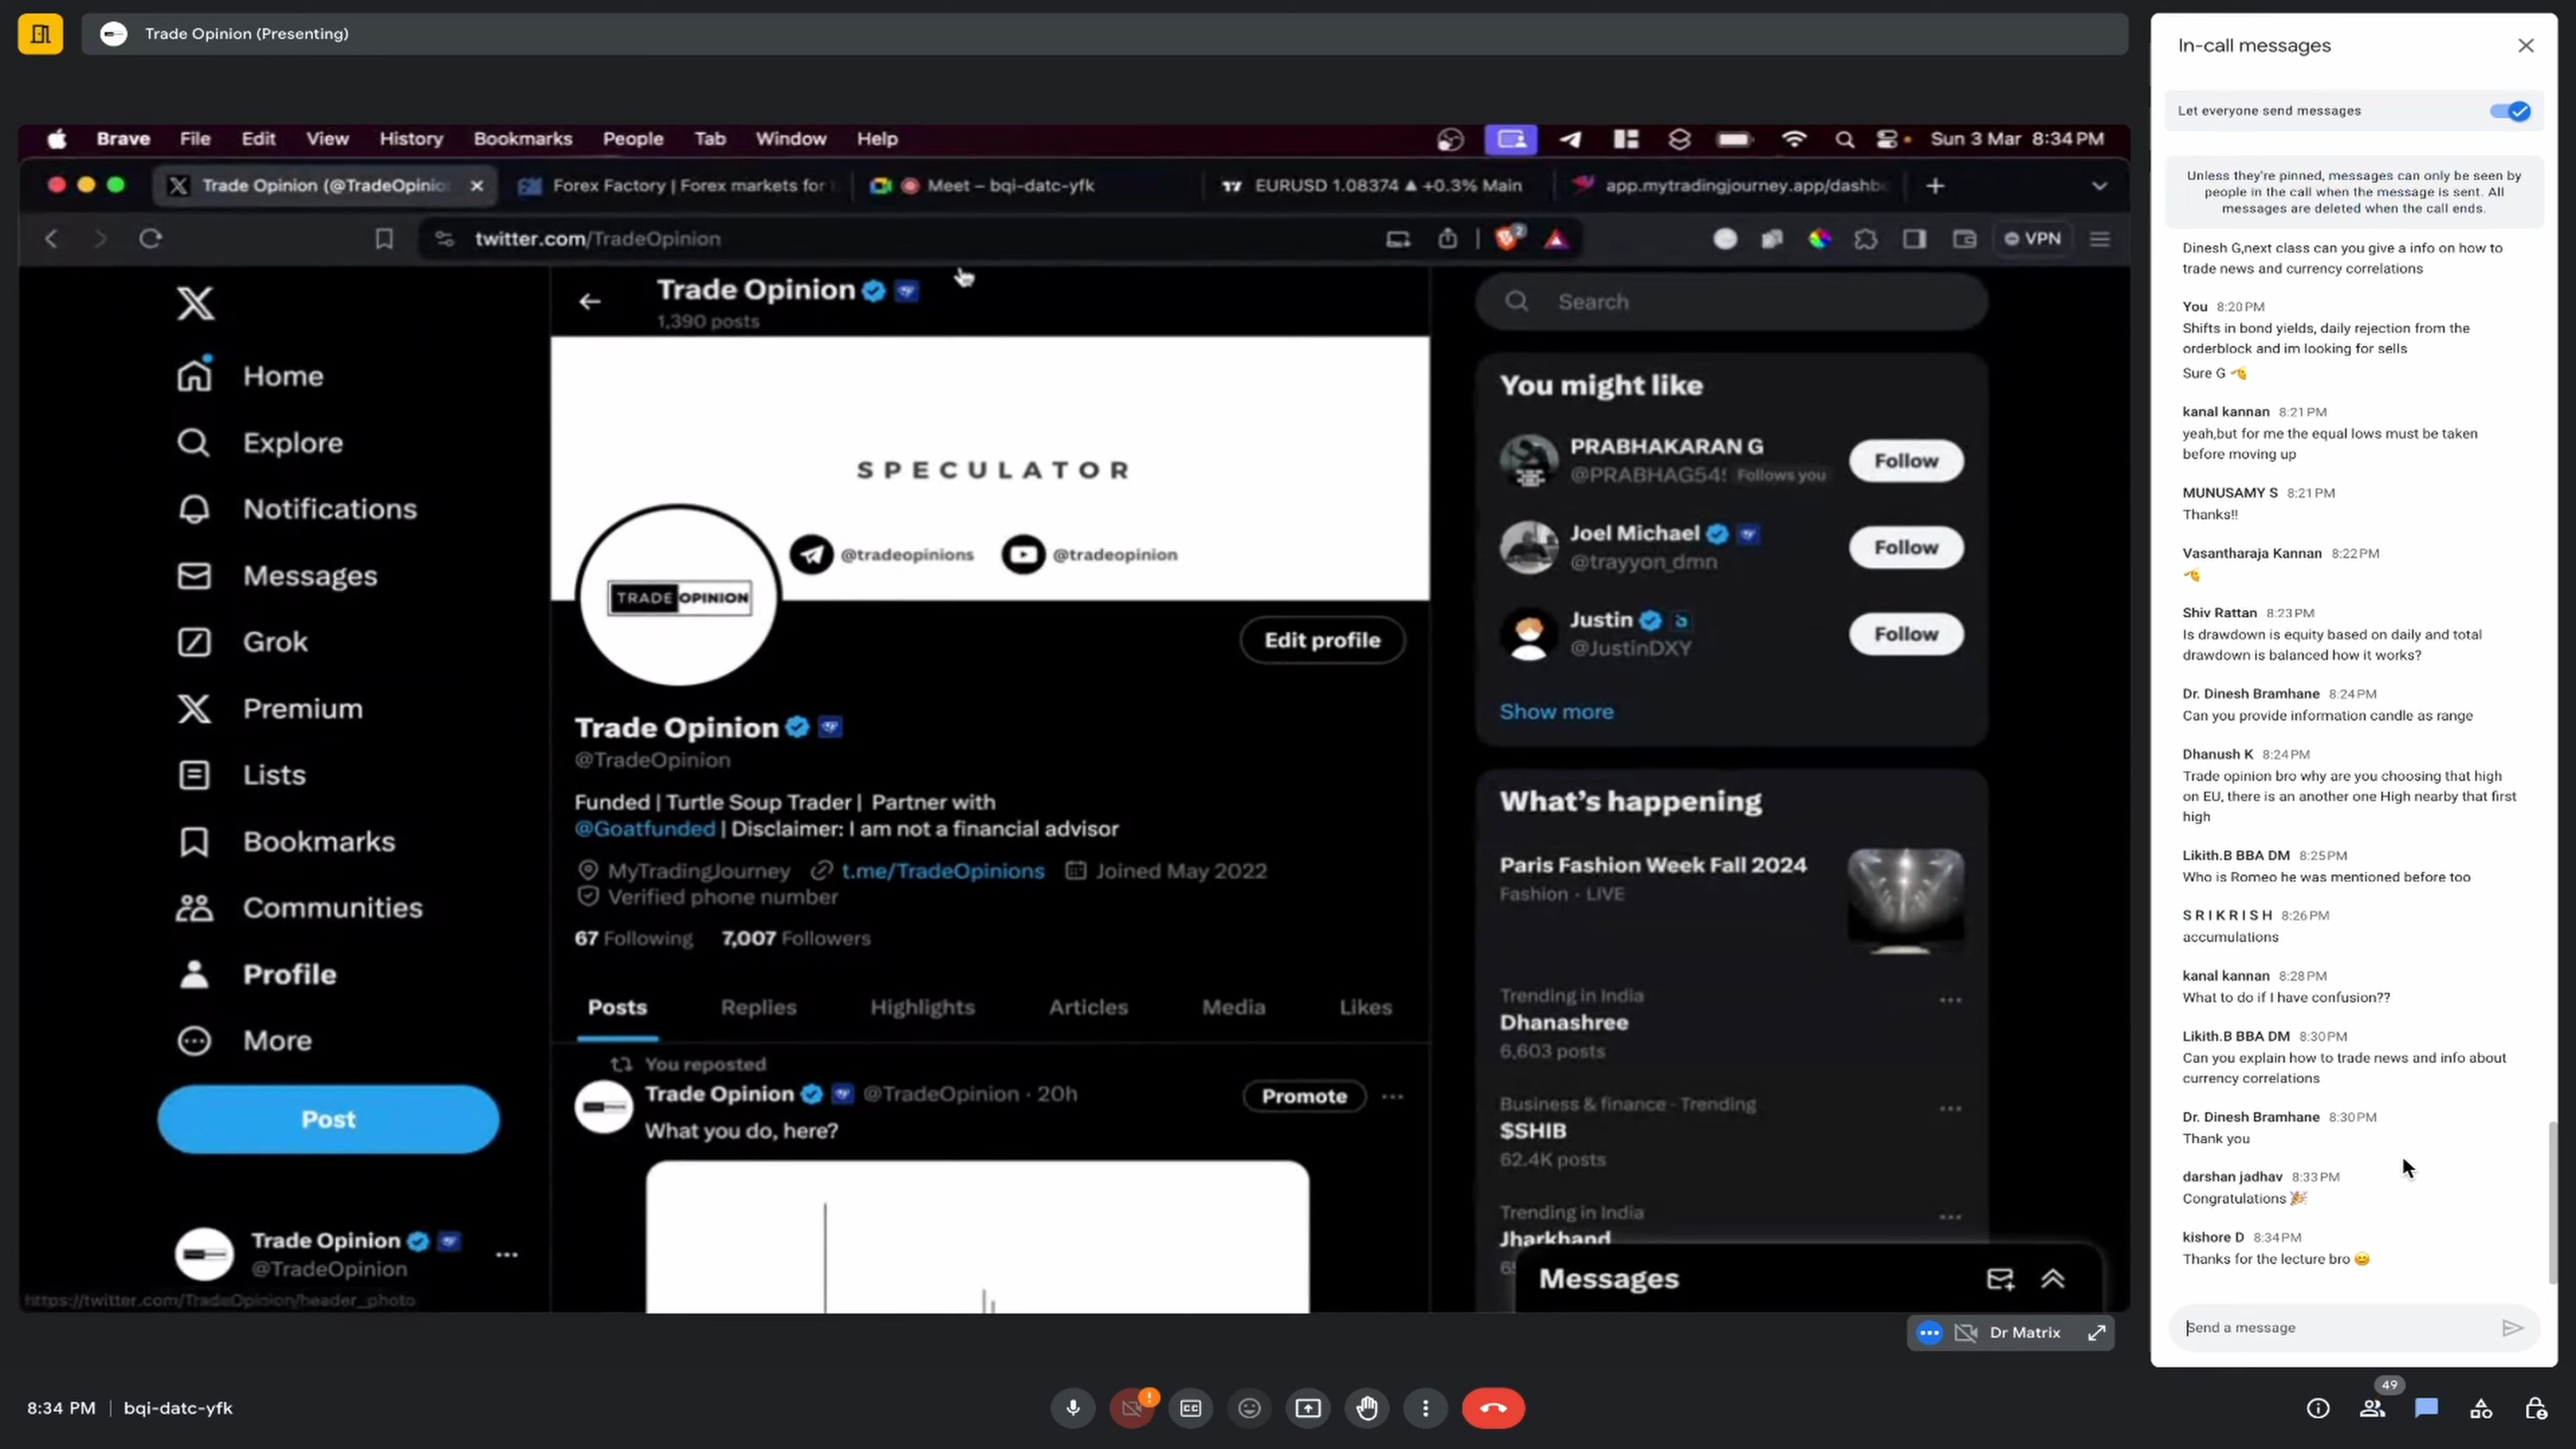 Trade Opinion (Presenting)
Brave File Edit View History Bookmarks People Tab Window Help
Sun 3 Mar 8:34 PM
Trade Opinion (@TradeOpinio
Forex Factory | Forex markets for
Meet – bqi-datc-yfk
EURUSD 1.08374 ▲ +0.3% Main
app.mytradingjourney.app/dashb
twitter.com/TradeOpinion
2
VPN
Home
Explore
Notifications
Messages
Grok
Premium
Lists
Bookmarks
Communities
Profile
More
Post
Trade Opinion
@TradeOpinion
https://twitter.com/TradeOpinion/header_photo
Trade Opinion
1,390 posts
SPECULATOR
@tradeopinions @tradeopinion
TRADE OPINION
Edit profile
Trade Opinion
@TradeOpinion
Funded | Turtle Soup Trader | Partner with
@Goatfunded | Disclaimer: I am not a financial advisor
MyTradingJourney t.me/TradeOpinions Joined May 2022
Verified phone number
67 Following 7,007 Followers
Posts Replies Highlights Articles Media Likes
You reposted
Trade Opinion @TradeOpinion · 20h
Promote
What you do, here?
Search
You might like
PRABHAKARAN G
@PRABHAG54! Follows you
Follow
Joel Michael
@trayyon_dmn
Follow
Justin
@JustinDXY
Follow
Show more
What's happening
Paris Fashion Week Fall 2024
Fashion · LIVE
Trending in India
Dhanashree
6,603 posts
Business & finance · Trending
$SHIB
62.4K posts
Trending in India
Jharkhand
Messages
Dr Matrix
8:34 PM | bqi-datc-yfk
CC
49
In-call messages
Let everyone send messages
Unless they're pinned, messages can only be seen by
people in the call when the message is sent. All
messages are deleted when the call ends.
Dinesh G,next class can you give a info on how to
trade news and currency correlations
You 8:20 PM
Shifts in bond yields, daily rejection from the
orderblock and im looking for sells
Sure G 🫡
kanal kannan 8:21 PM
yeah,but for me the equal lows must be taken
before moving up
MUNUSAMY S 8:21 PM
Thanks!!
Vasantharaja Kannan 8:22 PM
🫡
Shiv Rattan 8:23 PM
Is drawdown is equity based on daily and total
drawdown is balanced how it works?
Dr. Dinesh Bramhane 8:24 PM
Can you provide information candle as range
Dhanush K 8:24 PM
Trade opinion bro why are you choosing that high
on EU, there is an another one High nearby that first
high
Likith.B BBA DM 8:25 PM
Who is Romeo he was mentioned before too
S R I K R I S H 8:26 PM
accumulations
kanal kannan 8:28 PM
What to do if I have confusion??
Likith.B BBA DM 8:30 PM
Can you explain how to trade news and info about
currency correlations
Dr. Dinesh Bramhane 8:30 PM
Thank you
darshan jadhav 8:33 PM
Congratulations 🎉
kishore D 8:34 PM
Thanks for the lecture bro 😊
Send a message